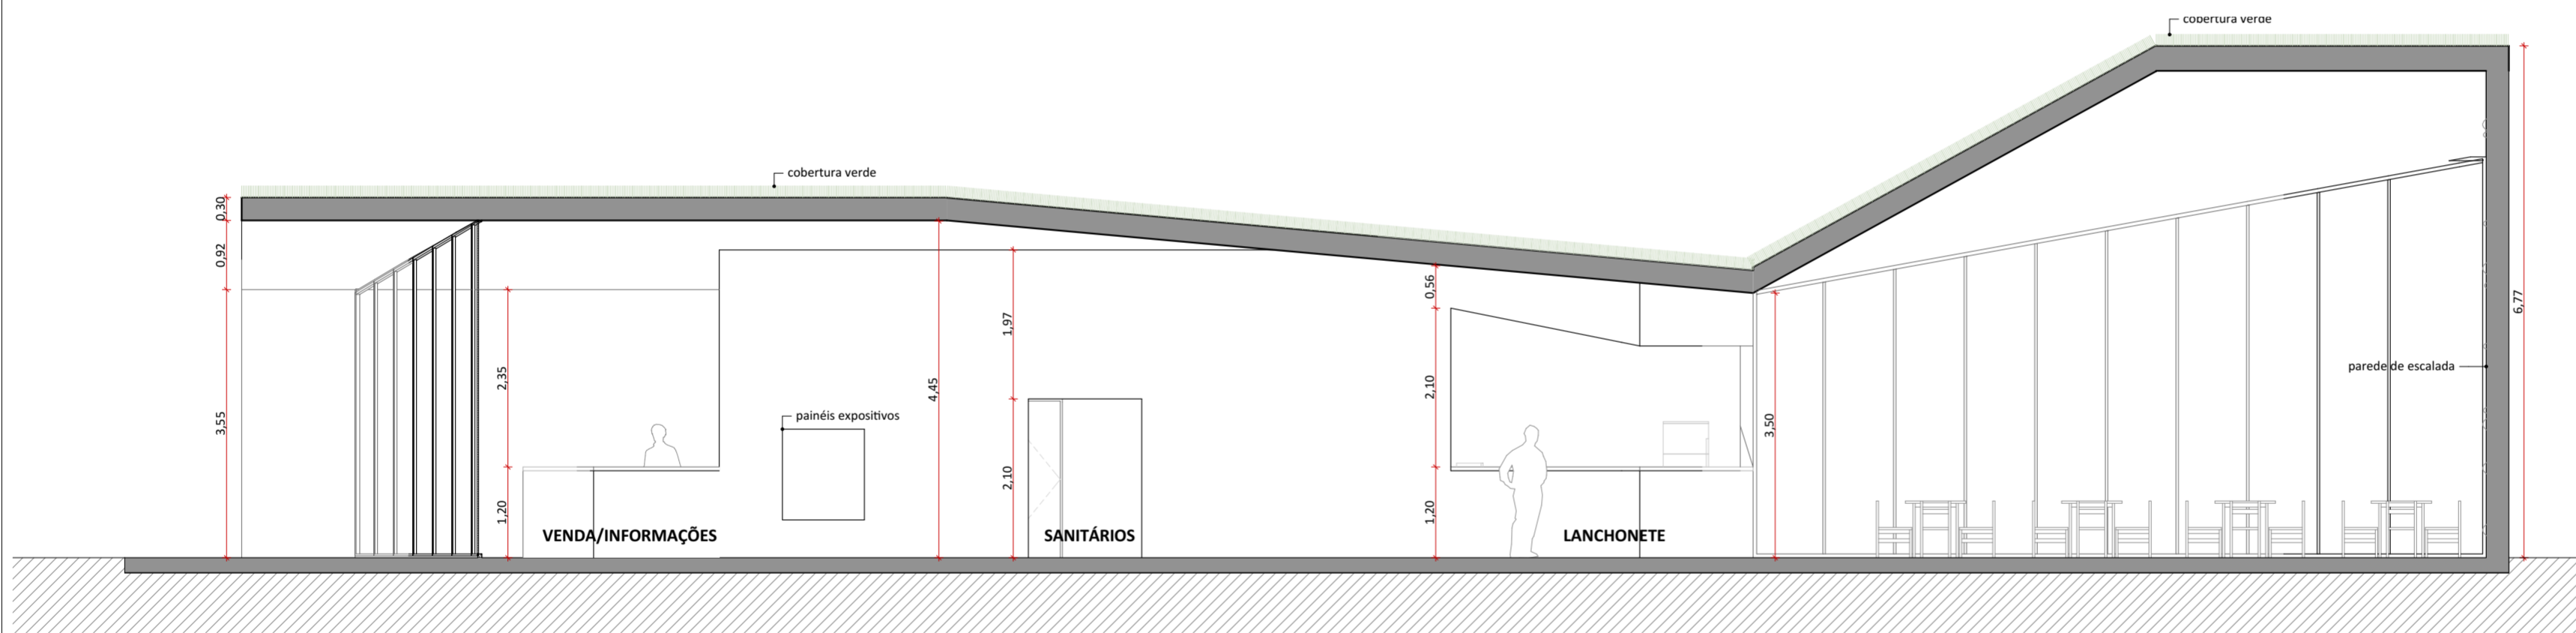 cobertura verde
cobertura verde
0,30
0,92
3,55
2,35
1,20
4,45
1,97
2,10
0,56
2,10
1,20
3,50
6,77
painéis expositivos
parede de escalada
VENDA/INFORMAÇÕES
SANITÁRIOS
LANCHONETE